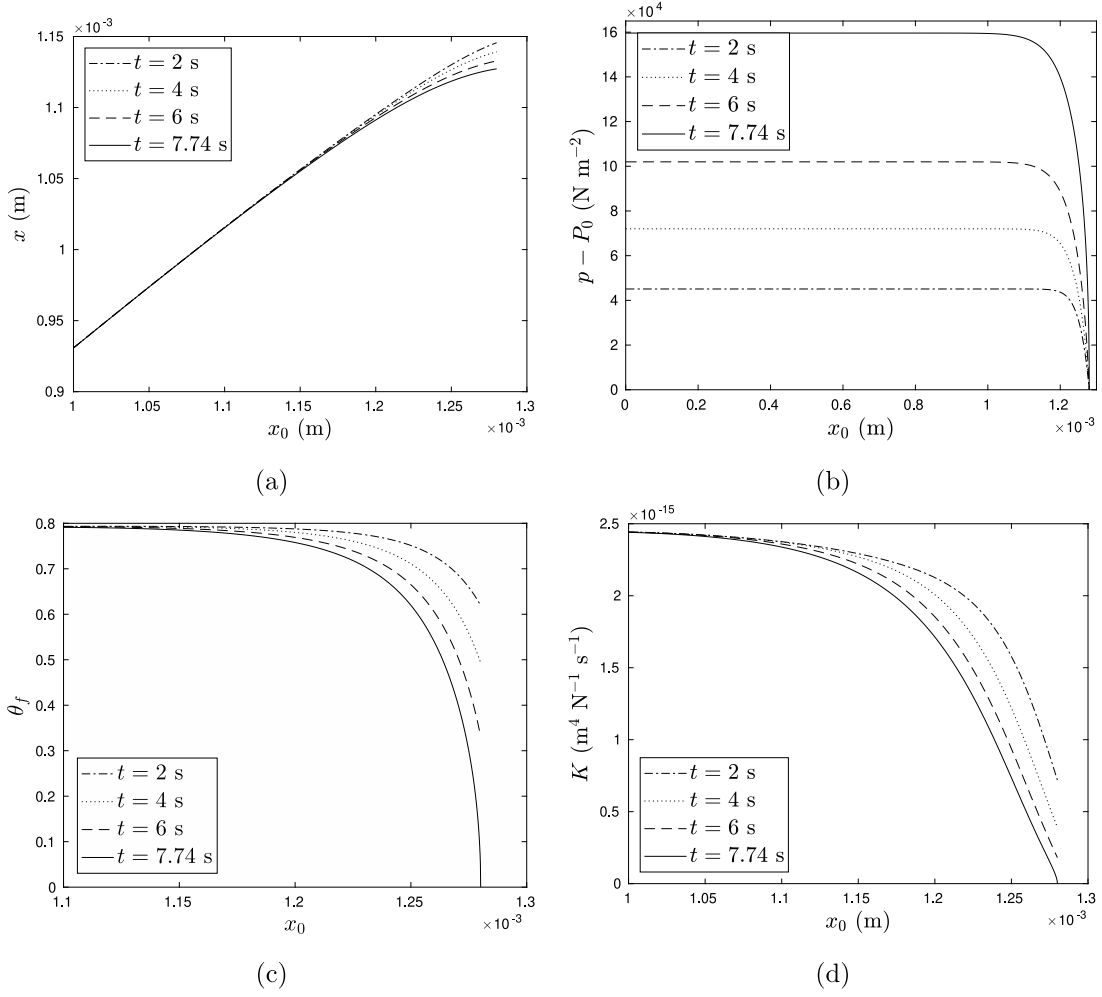 ×10⁻³
1.15
1.1
1.05
1
0.95
0.9
x (m)
t = 2 s
t = 4 s
t = 6 s
t = 7.74 s
1 1.05 1.1 1.15 1.2 1.25 1.3
x₀ (m)
×10⁻³
(a)
×10⁴
16
14
12
10
8
6
4
2
0
p − P₀ (N m⁻²)
t = 2 s
t = 4 s
t = 6 s
t = 7.74 s
0 0.2 0.4 0.6 0.8 1 1.2
x₀ (m)
×10⁻³
(b)
0.8
0.7
0.6
0.5
0.4
0.3
0.2
0.1
0
θ_f
t = 2 s
t = 4 s
t = 6 s
t = 7.74 s
1.1 1.15 1.2 1.25 1.3
x₀
×10⁻³
(c)
×10⁻¹⁵
2.5
2
1.5
1
0.5
0
K (m⁴ N⁻¹ s⁻¹)
t = 2 s
t = 4 s
t = 6 s
t = 7.74 s
1 1.05 1.1 1.15 1.2 1.25 1.3
x₀ (m)
×10⁻³
(d)